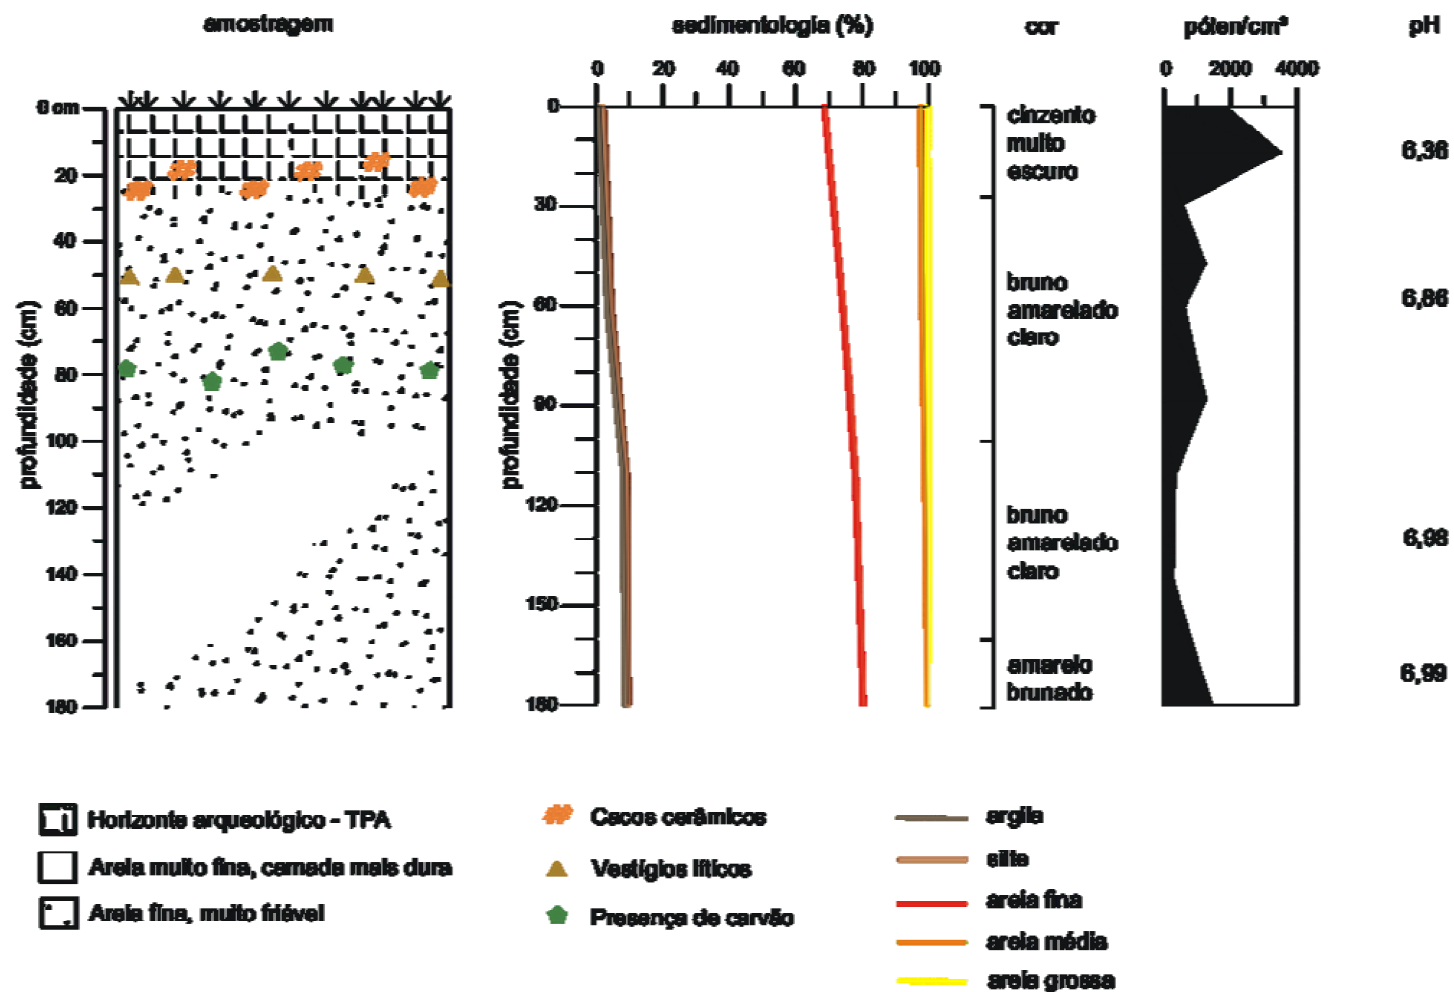 amostragem
sedimentologia (%)
cor
pólen/cm³
pH
0 20 40 60 80 100
0 2000 4000
profundidade (cm)
0 cm
20
40
60
80
100
120
140
160
180
profundidade (cm)
0
30
60
90
120
150
180
cinzento
muito
escuro
bruno
amarelado
claro
bruno
amarelado
claro
amarelo
brunado
6,36
6,86
6,98
6,99
Horizonte arqueológico - TPA
Areia muito fina, camada mais dura
Areia fina, muito friável
Cacos cerâmicos
Vestígios líticos
Presença de carvão
argila
silte
areia fina
areia média
areia grossa